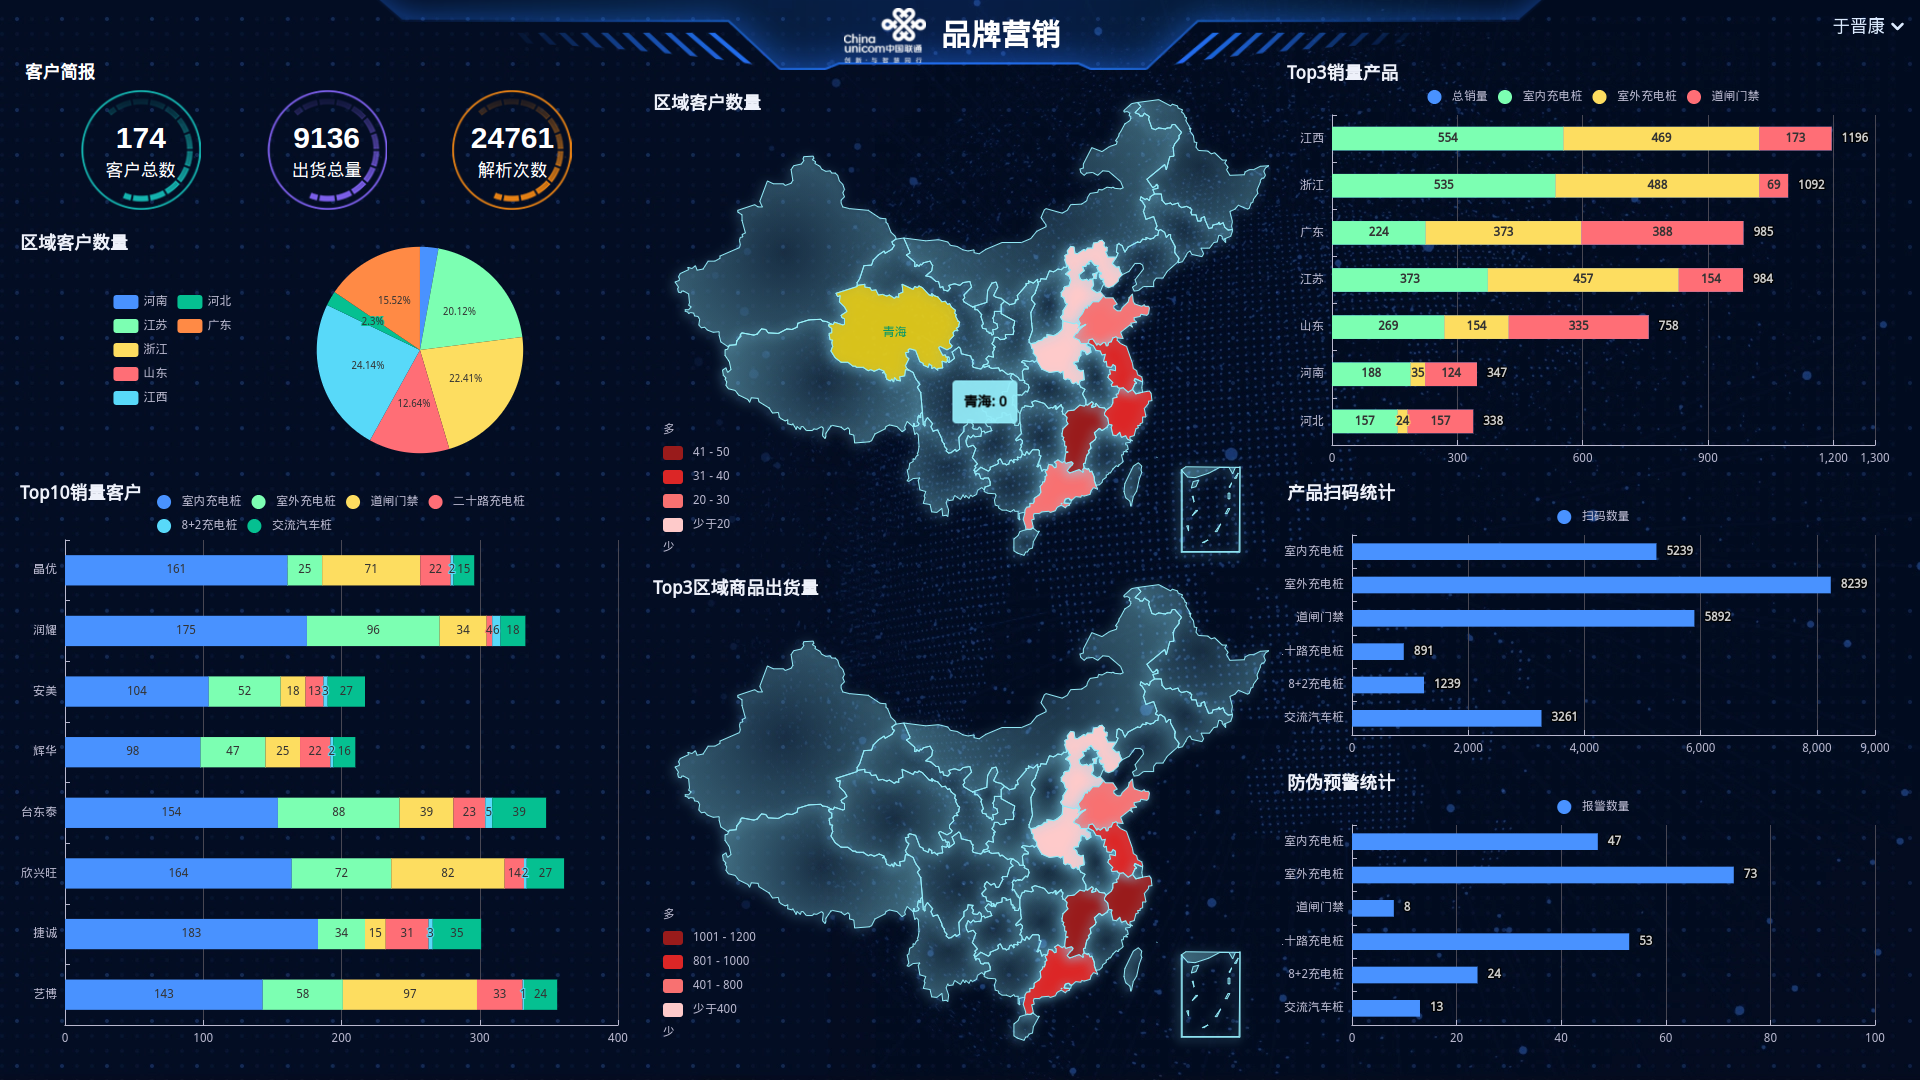 China
unicom中国联通
创新·与智慧同行
品牌营销
于晋康
客户简报
174
客户总数
9136
出货总量
24761
解析次数
区域客户数量
河南
河北
江苏
广东
浙江
山东
江西
15.52%
2.3%
20.12%
24.14%
22.41%
12.64%
Top10销量客户
室内充电桩
室外充电桩
道闸门禁
二十路充电桩
8+2充电桩
交流汽车桩
晶优 161 25 71 22 2 15
润耀 175 96 34 4 6 18
安美 104 52 18 13 3 27
辉华 98 47 25 22 2 16
台东泰 154 88 39 23 5 39
欣兴旺 164 72 82 14 2 27
捷诚 183 34 15 31 3 35
艺博 143 58 97 33 1 24
0 100 200 300 400
区域客户数量
青海
青海: 0
多
41 - 50
31 - 40
20 - 30
少于20
少
Top3区域商品出货量
多
1001 - 1200
801 - 1000
401 - 800
少于400
少
Top3销量产品
总销量
室内充电桩
室外充电桩
道闸门禁
江西 554 469 173 1196
浙江 535 488 69 1092
广东 224 373 388 985
江苏 373 457 154 984
山东 269 154 335 758
河南 188 35 124 347
河北 157 24 157 338
0 300 600 900 1,200 1,300
产品扫码统计
扫码数量
室内充电桩 5239
室外充电桩 8239
道闸门禁 5892
十路充电桩 891
8+2充电桩 1239
交流汽车桩 3261
0 2,000 4,000 6,000 8,000 9,000
防伪预警统计
报警数量
室内充电桩 47
室外充电桩 73
道闸门禁 8
十路充电桩 53
8+2充电桩 24
交流汽车桩 13
0 20 40 60 80 100